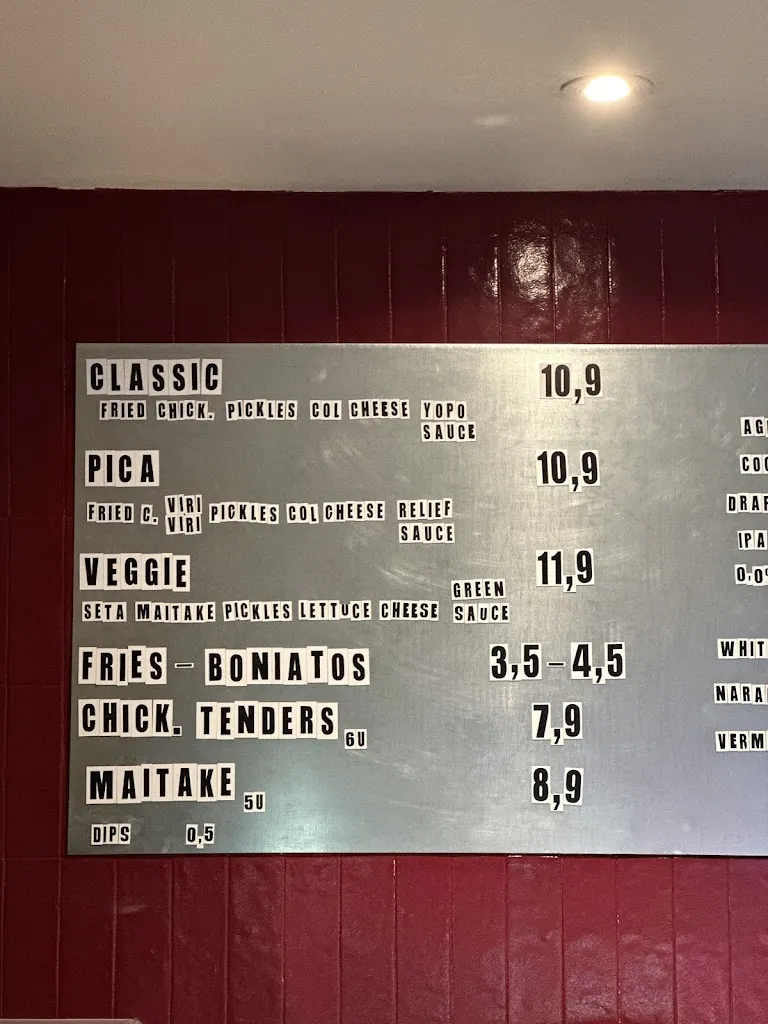 CLASSIC 10,9
FRIED CHICK. PICKLES COL CHEESE YOPO
SAUCE
PICA 10,9
FRIED C. VIRI VIRI PICKLES COL CHEESE RELIEF
SAUCE
VEGGIE 11,9
SETA MAITAKE PICKLES LETTUCE CHEESE GREEN SAUCE
FRIES – BONIATOS 3,5 – 4,5
CHICK. TENDERS 6U 7,9
MAITAKE 5U 8,9
DIPS 0,5
IPA